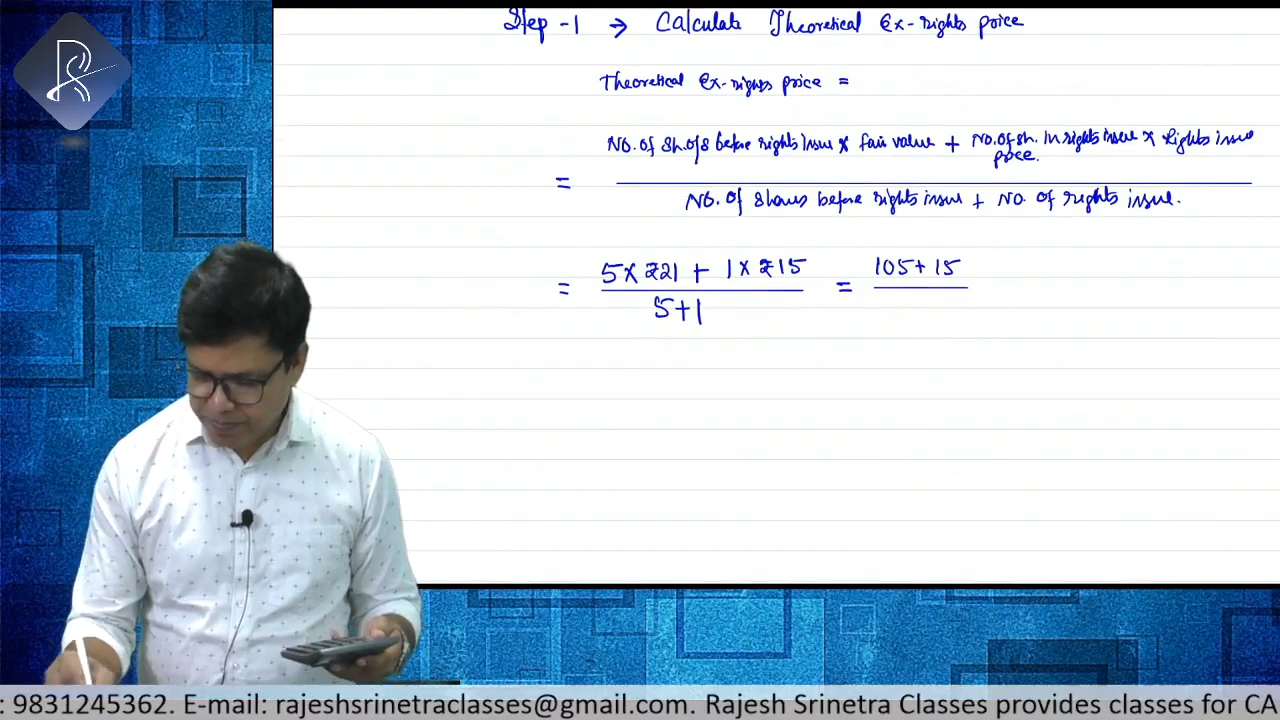 Step -1 → Calculate Theoretical Ex-rights price
Theoretical Ex-rights price =
No. of Sh. o/s before rights issue x fair value + No. of sh. in rights issue x Rights issue
price.
=
No. of Shares before rights issue + No. of rights issue.
= 5 x ₹21 + 1 x ₹15 = 105 + 15
5 + 1
RS
: 9831245362. E-mail: rajeshsrinetraclasses@gmail.com. Rajesh Srinetra Classes provides classes for CA